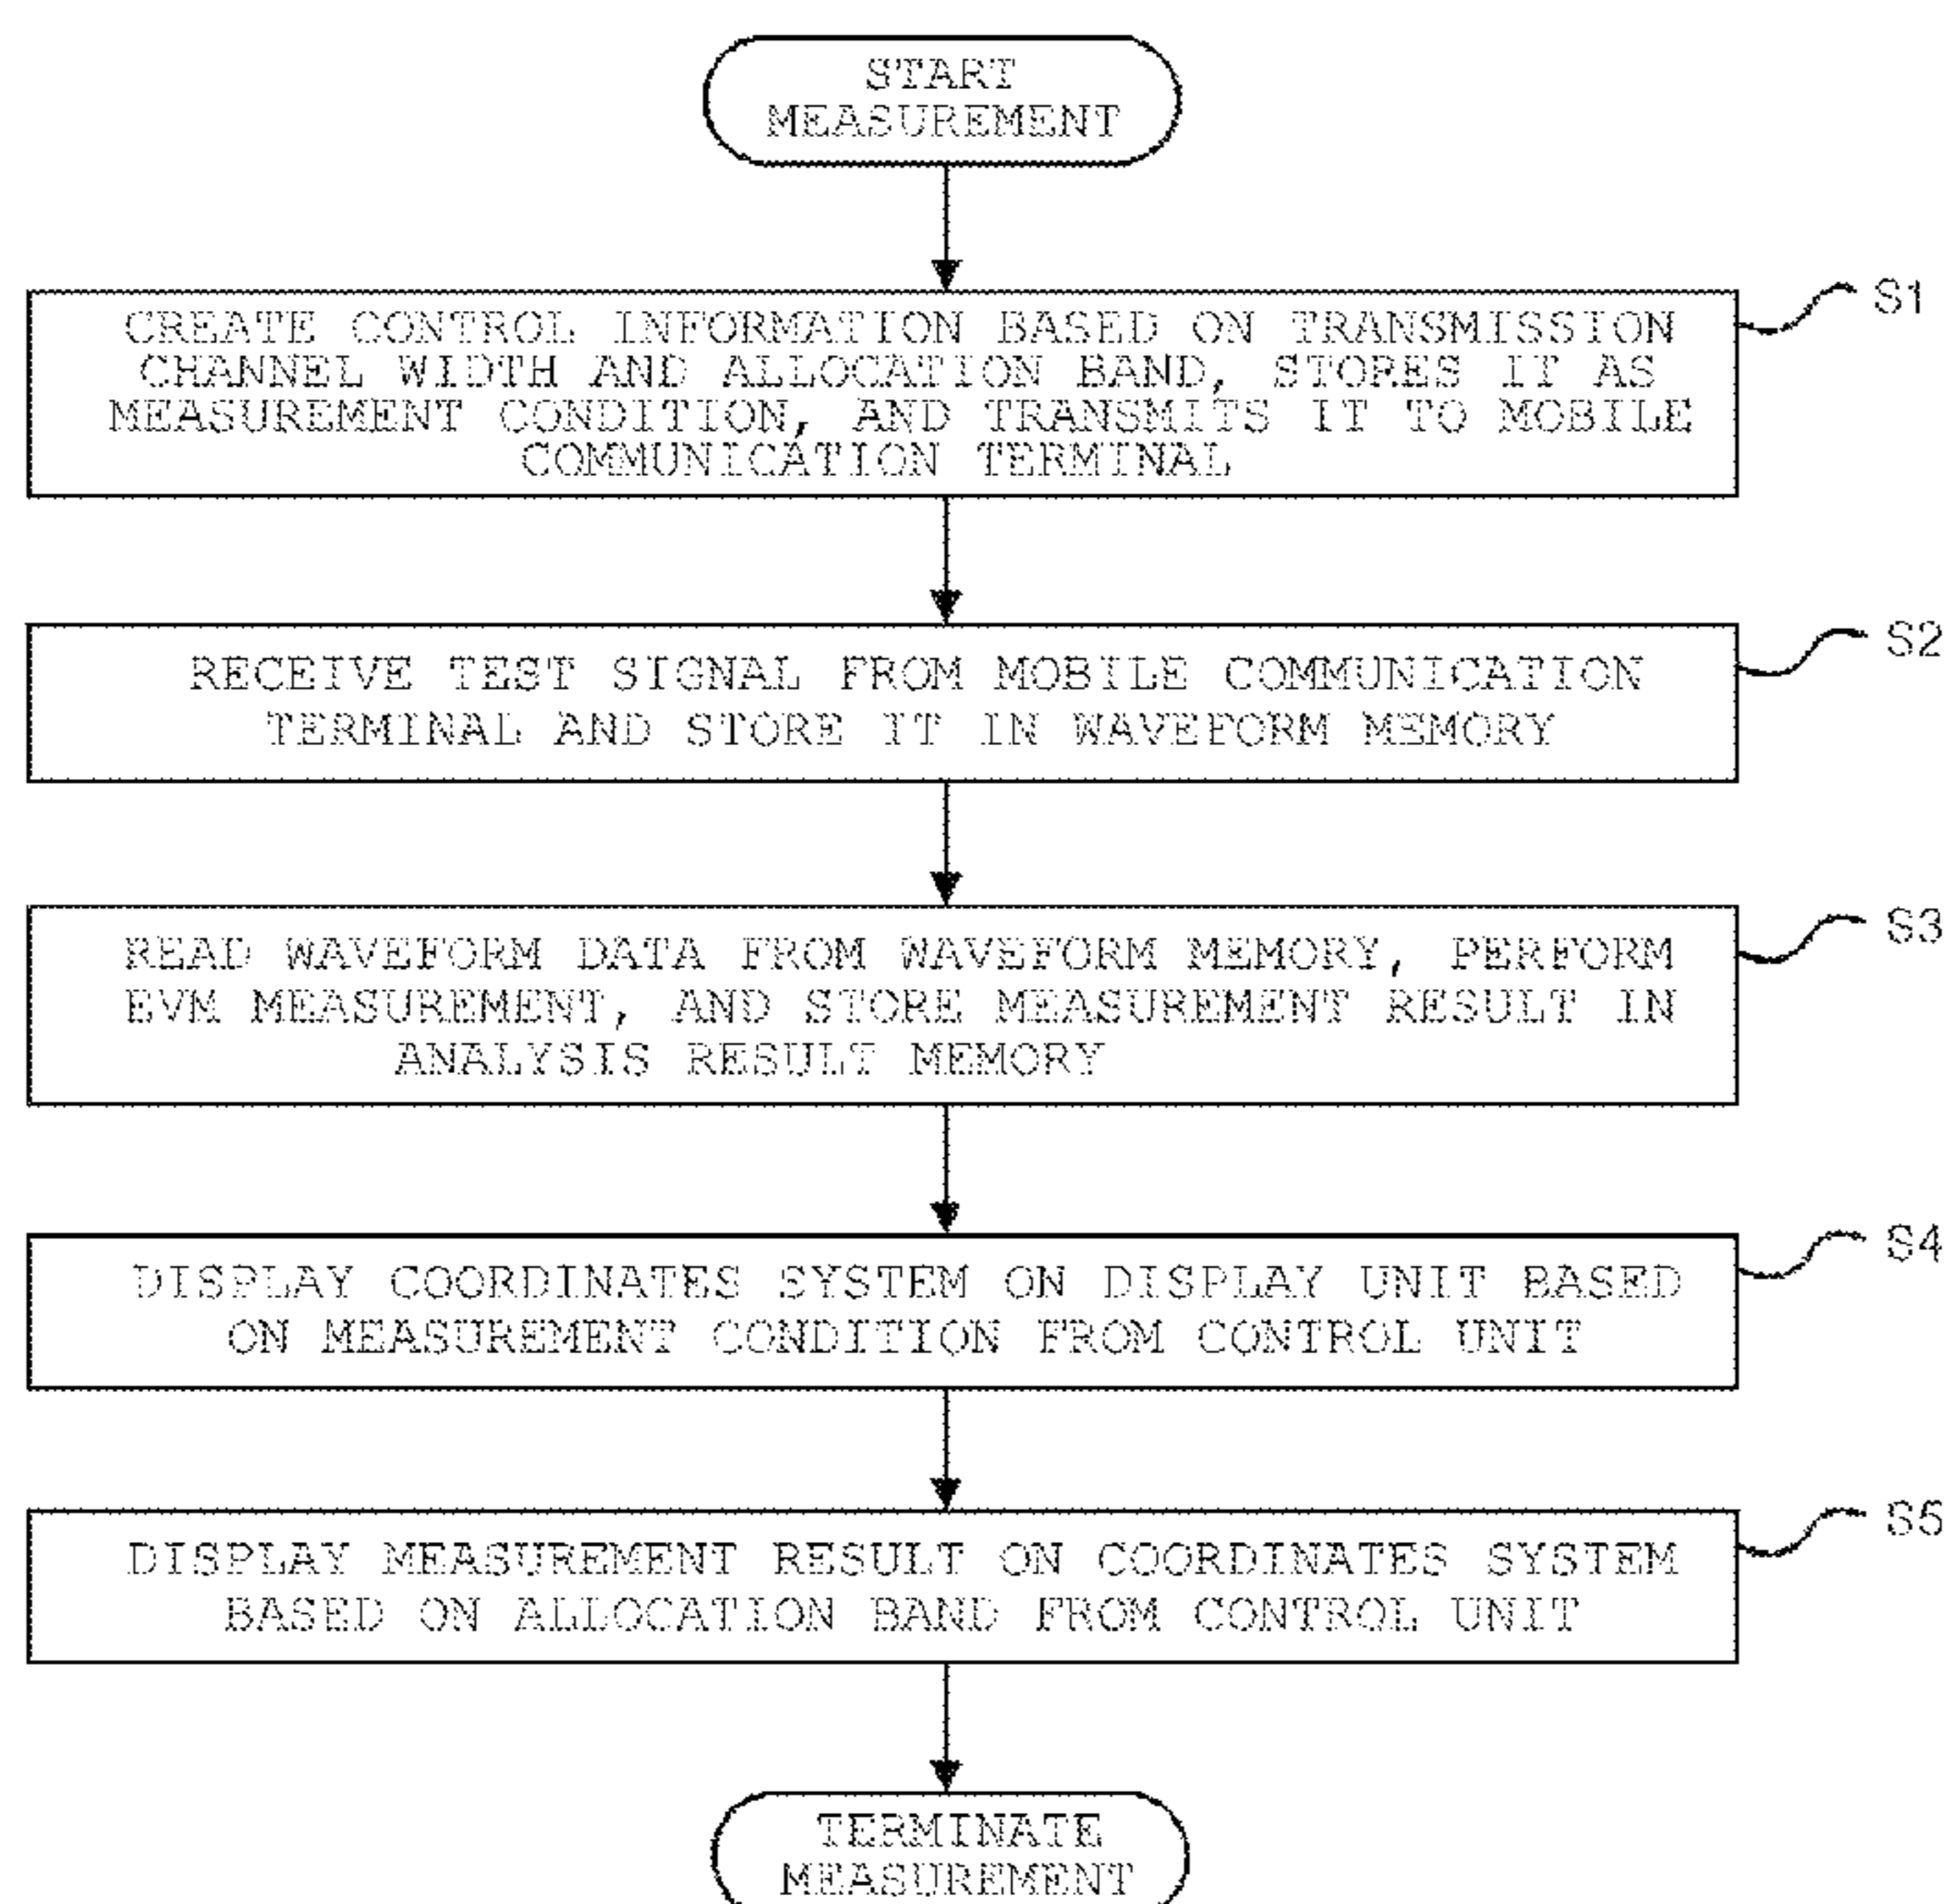 START
MEASUREMENT
CREATE CONTROL INFORMATION BASED ON TRANSMISSION
CHANNEL WIDTH AND ALLOCATION BAND, STORES IT AS
MEASUREMENT CONDITION, AND TRANSMITS IT TO MOBILE
COMMUNICATION TERMINAL
S1
RECEIVE TEST SIGNAL FROM MOBILE COMMUNICATION
TERMINAL AND STORE IT IN WAVEFORM MEMORY
S2
READ WAVEFORM DATA FROM WAVEFORM MEMORY, PERFORM
EVM MEASUREMENT, AND STORE MEASUREMENT RESULT IN
ANALYSIS RESULT MEMORY
S3
DISPLAY COORDINATES SYSTEM ON DISPLAY UNIT BASED
ON MEASUREMENT CONDITION FROM CONTROL UNIT
S4
DISPLAY MEASUREMENT RESULT ON COORDINATES SYSTEM
BASED ON ALLOCATION BAND FROM CONTROL UNIT
S5
TERMINATE
MEASUREMENT